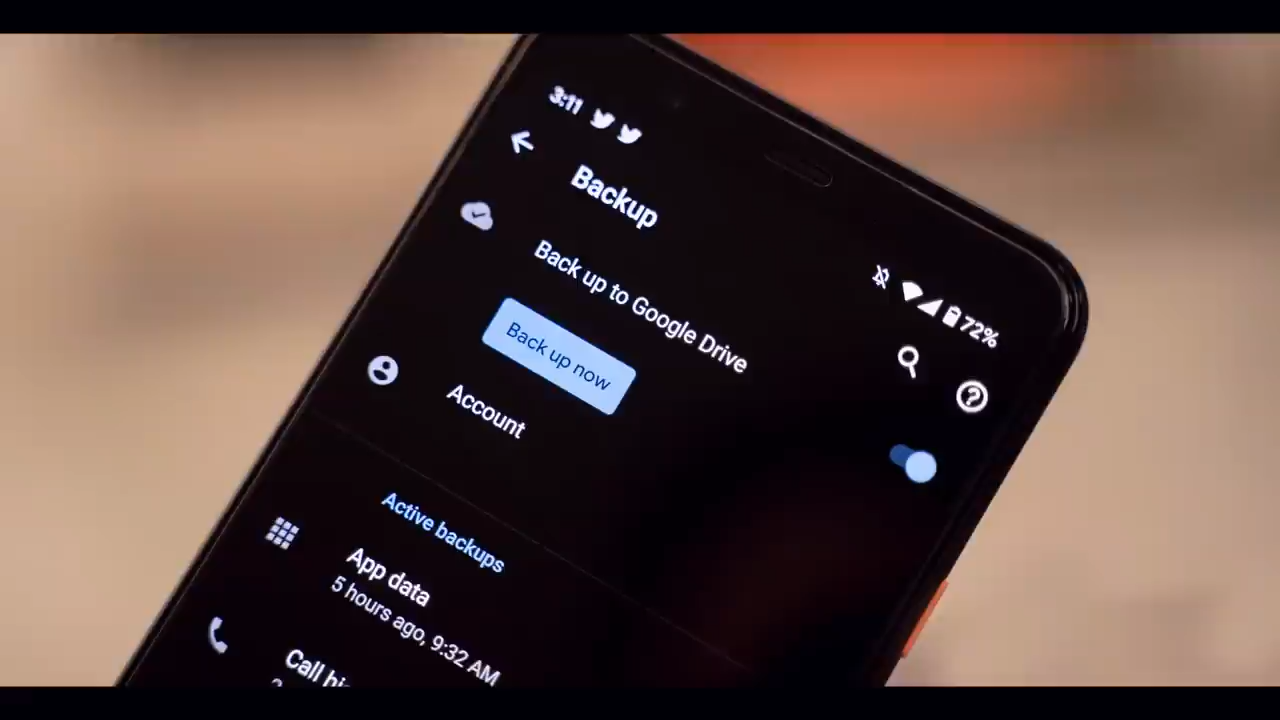 3:11
72%
Backup
Back up to Google Drive
Back up now
Account
Active backups
App data
5 hours ago, 9:32 AM
Call